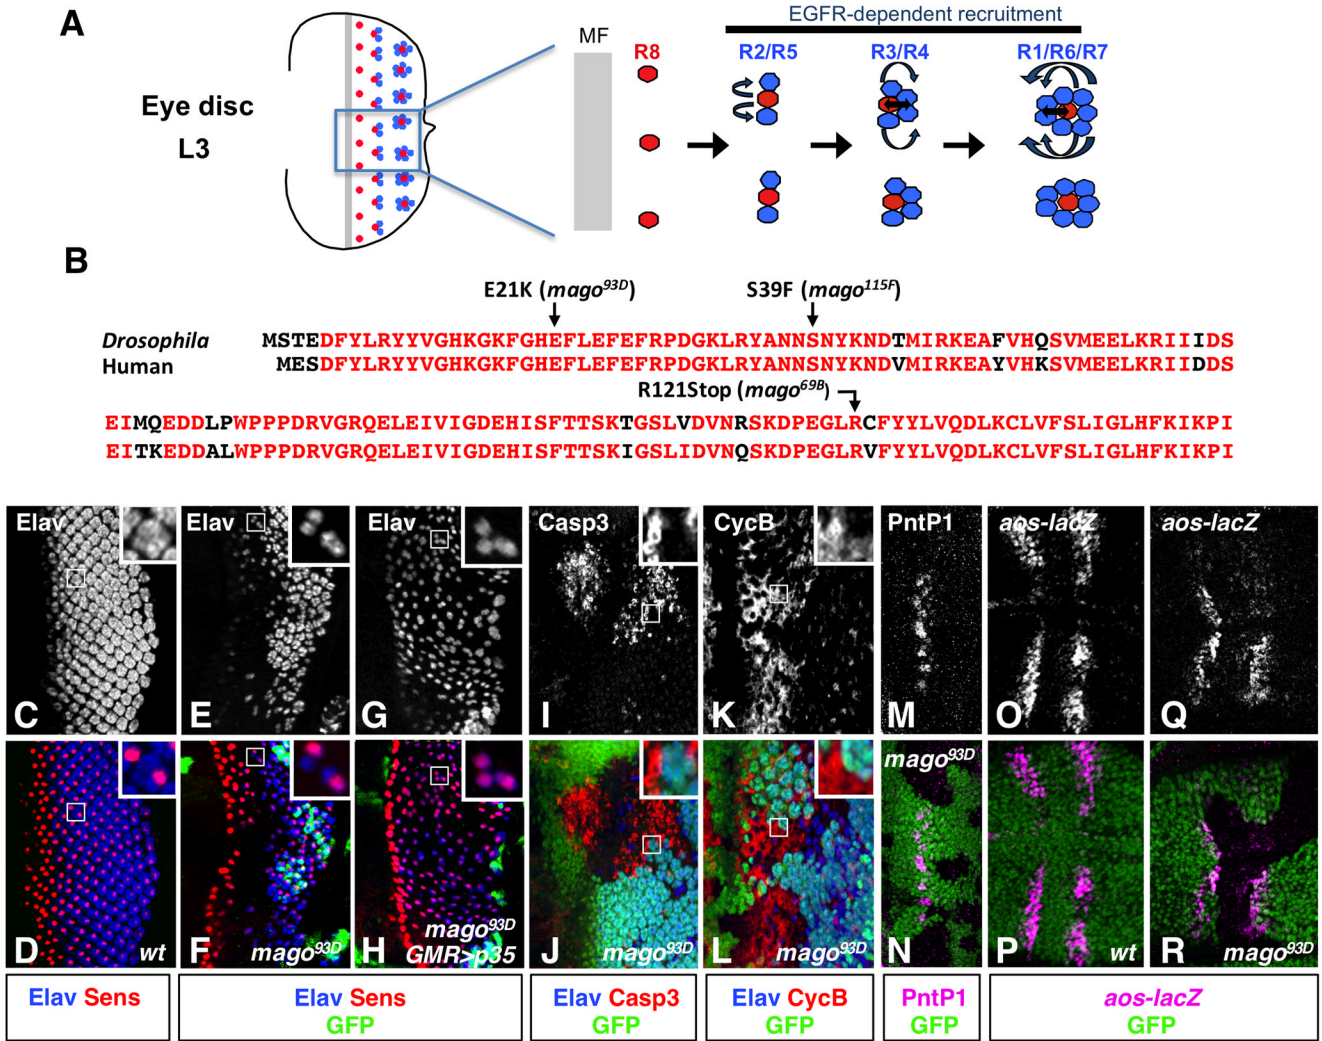 A
EGFR-dependent recruitment
MF
R8
R2/R5
R3/R4
R1/R6/R7
Eye disc
L3
B
E21K (mago93D)
S39F (mago115F)
Drosophila MSTEDFYLRYYVGHKGKFGHEFLEFEFRPDGKLRYANNSNYKNDTMIRKEAFVHQSVMEELKRIIIDS
Human MESDFYLRYYVGHKGKFGHEFLEFEFRPDGKLRYANNSNYKNDVMIRKEAYVHKSVMEELKRIIDDS
R121Stop (mago69B)
EIMQEDDLPWPPPDRVGRQELEIVIGDEHISFTTSKTGSLVDVNRSKDPEGLRCFYYLVQDLKCLVFSLIGLHFKIKPI
EITKEDDALWPPPDRVGRQELEIVIGDEHISFTTSKIGSLIDVNQSKDPEGLRVFYYLVQDLKCLVFSLIGLHFKIKPI
Elav
Elav
Elav
Casp3
CycB
PntP1
aos-lacZ
aos-lacZ
C
E
G
I
K
M
O
Q
mago93D
D
wt
F
mago93D
H
mago93D
GMR>p35
J
mago93D
L
mago93D
N
P
wt
R
mago93D
Elav Sens
Elav Sens
GFP
Elav Casp3
GFP
Elav CycB
GFP
PntP1
GFP
aos-lacZ
GFP